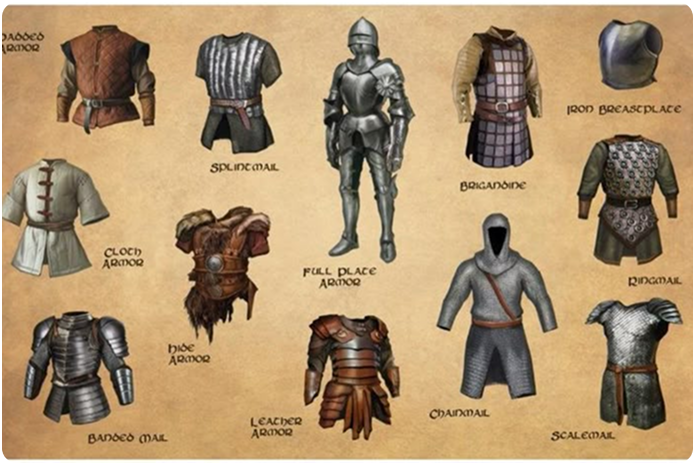 Padded
Armor
Splintmail
Full Plate
Armor
Brigandine
Iron Breastplate
Cloth
Armor
Hide
Armor
Ringmail
Banded Mail
Leather
Armor
Chainmail
Scalemail